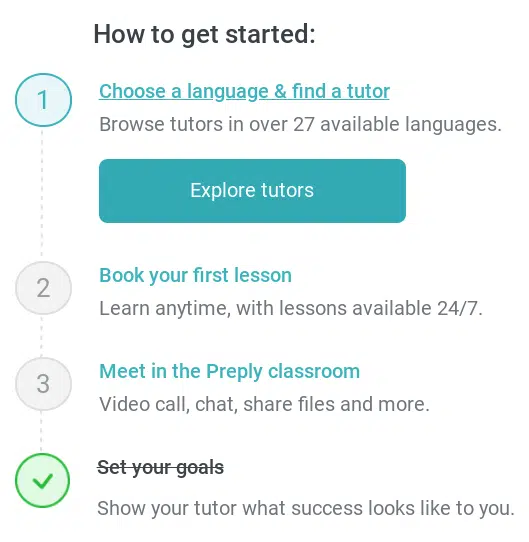 How to get started:
1
Choose a language & find a tutor
Browse tutors in over 27 available languages.
Explore tutors
2
Book your first lesson
Learn anytime, with lessons available 24/7.
3
Meet in the Preply classroom
Video call, chat, share files and more.
Set your goals
Show your tutor what success looks like to you.